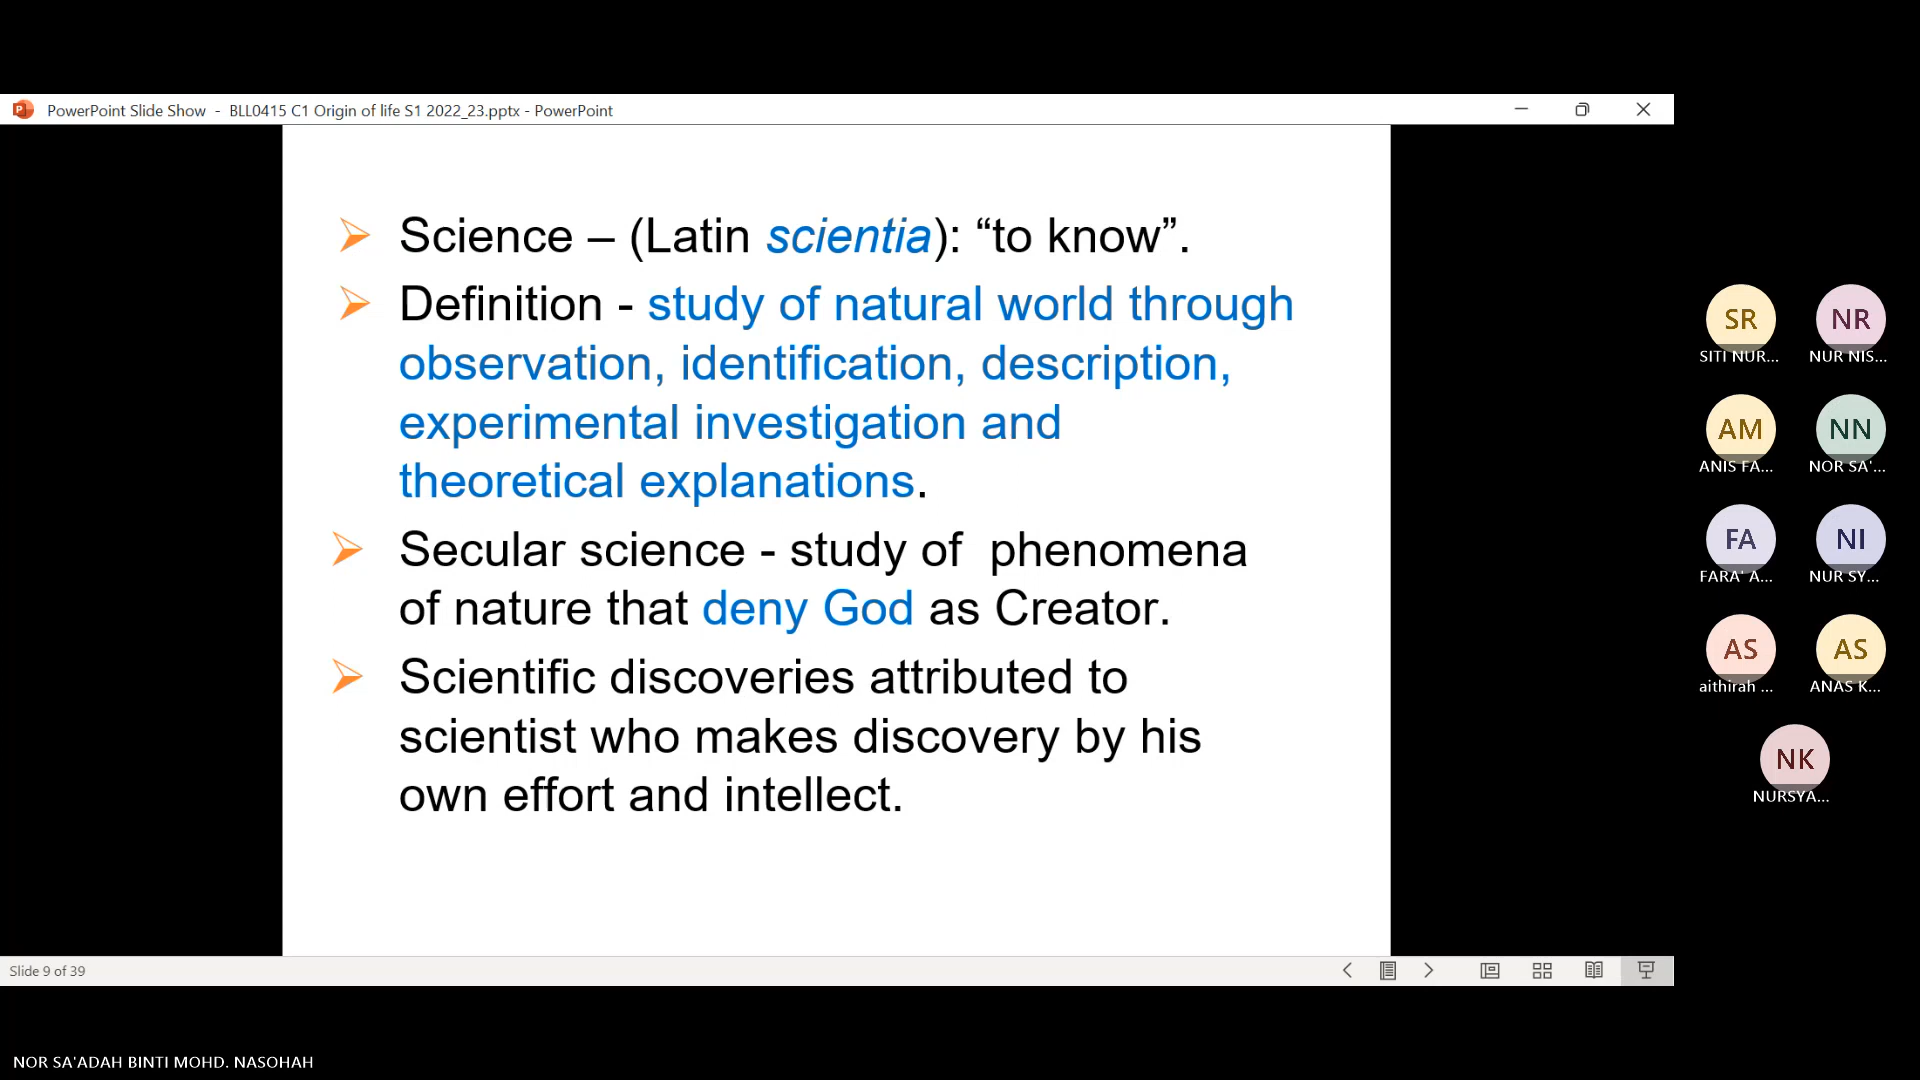 PowerPoint Slide Show - BLL0415 C1 Origin of life S1 2022_23.pptx - PowerPoint
Science – (Latin scientia): “to know”.
Definition - study of natural world through
observation, identification, description,
experimental investigation and
theoretical explanations.
Secular science - study of phenomena
of nature that deny God as Creator.
Scientific discoveries attributed to
scientist who makes discovery by his
own effort and intellect.
Slide 9 of 39
SR NR
SITI NUR... NUR NIS...
AM NN
ANIS FA... NOR SA'...
FA NI
FARA' A... NUR SY...
AS AS
aithirah ... ANAS K...
NK
NURSYA...
NOR SA'ADAH BINTI MOHD. NASOHAH